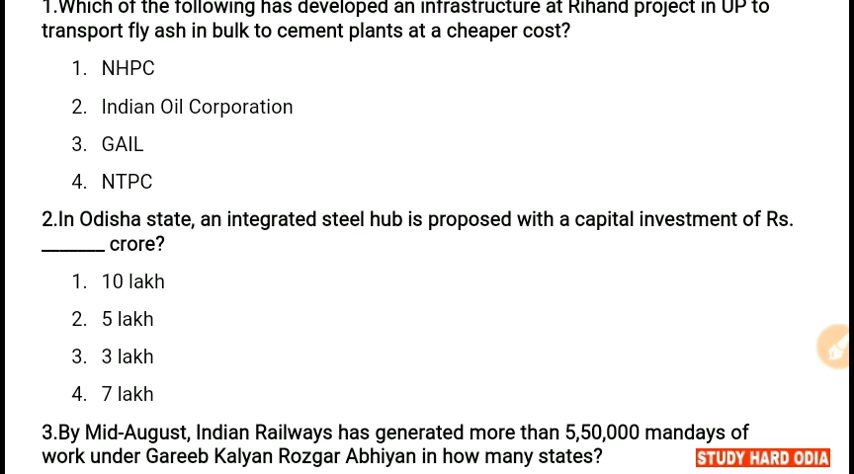 1.Which of the following has developed an infrastructure at Rihand project in UP to
transport fly ash in bulk to cement plants at a cheaper cost?
1. NHPC
2. Indian Oil Corporation
3. GAIL
4. NTPC
2.In Odisha state, an integrated steel hub is proposed with a capital investment of Rs.
_______ crore?
1. 10 lakh
2. 5 lakh
3. 3 lakh
4. 7 lakh
3.By Mid-August, Indian Railways has generated more than 5,50,000 mandays of
work under Gareeb Kalyan Rozgar Abhiyan in how many states?
STUDY HARD ODIA